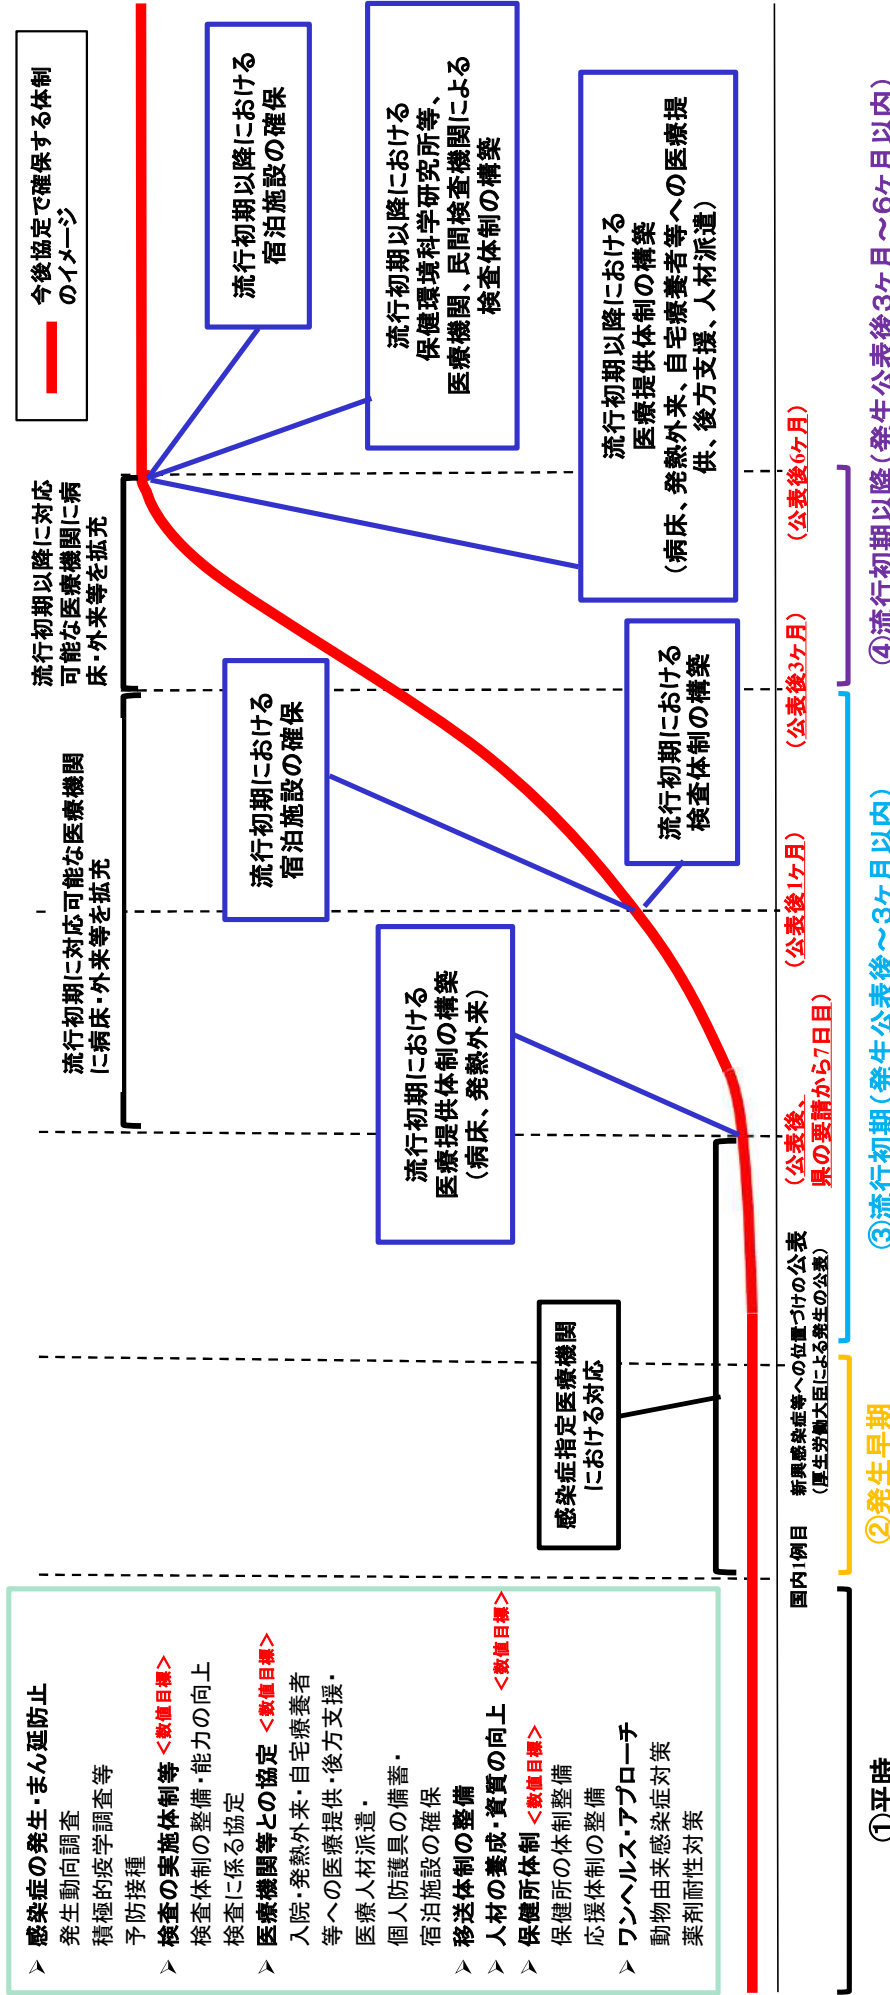 ➢ 感染症の発生・まん延防止
発生動向調査
積極的疫学調査等
予防接種
➢ 検査の実施体制等 <数値目標>
検査体制の整備・能力の向上
検査に係る協定
➢ 医療機関等との協定 <数値目標>
入院・発熱外来・自宅療養者
等への医療提供・後方支援・
医療人材派遣・
個人防護具の備蓄・
宿泊施設の確保
➢ 移送体制の整備
➢ 人材の養成・資質の向上 <数値目標>
➢ 保健所体制 <数値目標>
保健所の体制整備
応援体制の整備
➢ ワンヘルス・アプローチ
動物由来感染症対策
薬剤耐性対策
感染症指定医療機関
における対応
流行初期に対応可能な医療機関
に病床・外来等を拡充
流行初期における
医療提供体制の構築
(病床、発熱外来)
流行初期における
宿泊施設の確保
流行初期における
検査体制の構築
流行初期以降に対応
可能な医療機関に病
床・外来等を拡充
今後協定で確保する体制
のイメージ
流行初期以降における
宿泊施設の確保
流行初期以降における
保健環境科学研究所等、
医療機関、民間検査機関による
検査体制の構築
流行初期以降における
医療提供体制の構築
(病床、発熱外来、自宅療養者等への医療提
供、後方支援、人材派遣)
国内1例目
新興感染症等への位置づけの公表
(厚生労働大臣による発生の公表)
(公表後、
県の要請から7日目)
(公表後1ケ月)
(公表後3ケ月)
(公表後6ケ月)
①平時
②発生早期
③流行初期(発生公表後～3ケ月以内)
④流行初期以降(発生公表後3ケ月～6ケ月以内)